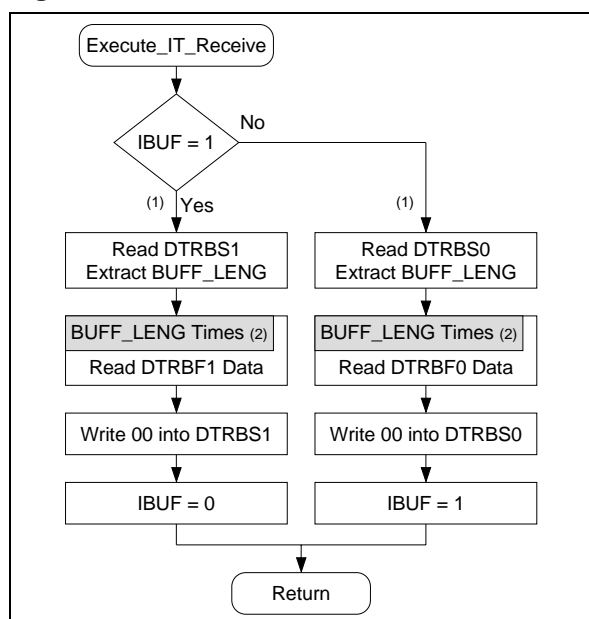 Execute_IT_Receive
IBUF = 1
No
(1)
Yes
(1)
Read DTRBS1
Extract BUFF_LENG
Read DTRBS0
Extract BUFF_LENG
BUFF_LENG Times (2)
Read DTRBF1 Data
BUFF_LENG Times (2)
Read DTRBF0 Data
Write 00 into DTRBS1
Write 00 into DTRBS0
IBUF = 0
IBUF = 1
Return